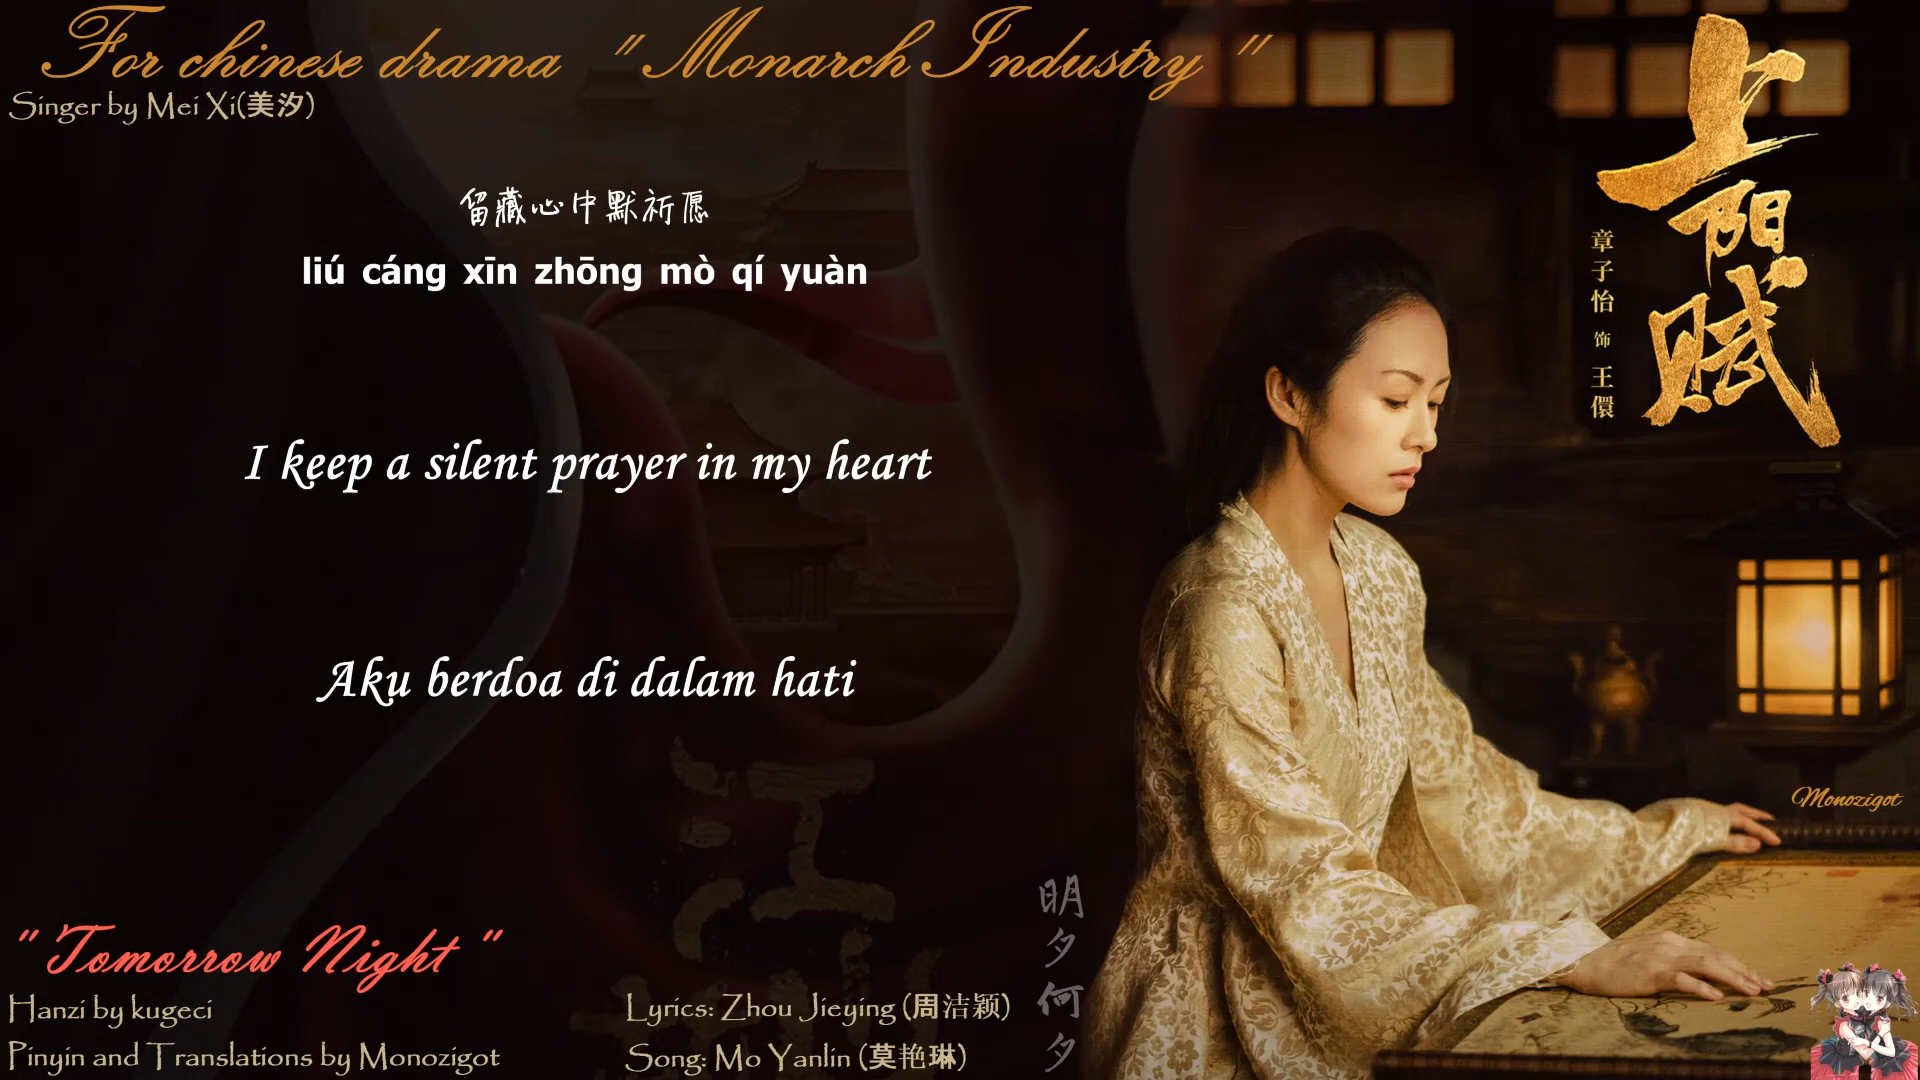 For chinese drama " Monarch Industry "
Singer by Mei Xi(美汐)
上阳赋
章子怡 饰 王儇
留藏心中默祈愿
liú cáng xīn zhōng mò qí yuàn
I keep a silent prayer in my heart
Aku berdoa di dalam hati
Monozigot
明夕何夕
" Tomorrow Night "
Hanzi by kugeci
Pinyin and Translations by Monozigot
Lyrics: Zhou Jieying (周洁颖)
Song: Mo Yanlin (莫艳琳)